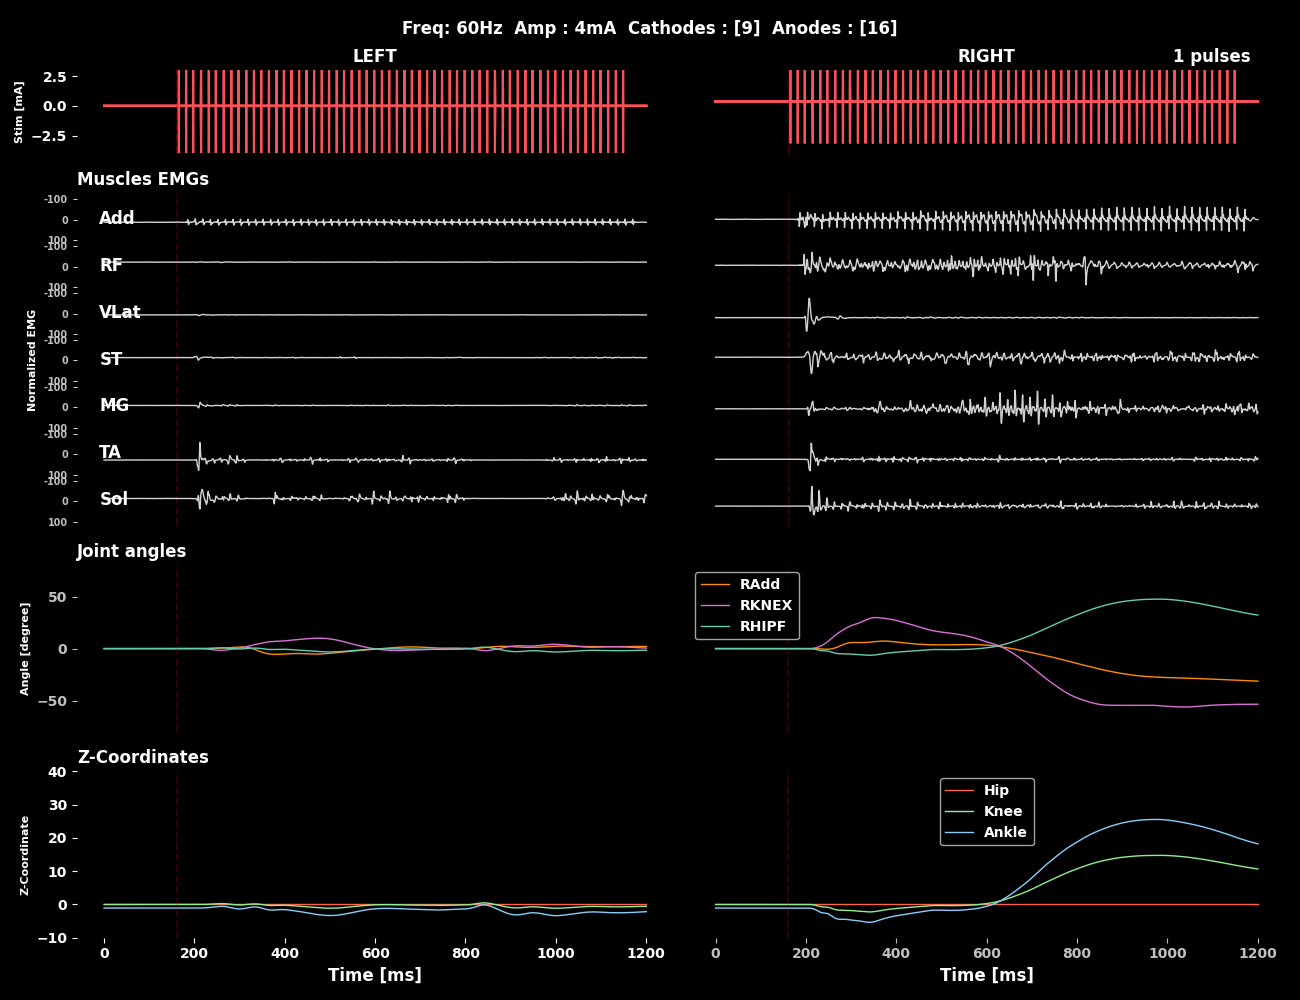 Freq: 60Hz  Amp : 4mA  Cathodes : [9]  Anodes : [16]
LEFT
RIGHT
1 pulses
Stim [mA]
2.5
0.0
−2.5
Muscles EMGs
Normalized EMG
-100
0
100
Add
-100
0
100
RF
-100
0
100
VLat
-100
0
100
ST
-100
0
100
MG
-100
0
100
TA
-100
0
100
Sol
Joint angles
Angle [degree]
50
0
−50
RAdd
RKNEX
RHIPF
Z-Coordinates
Z-Coordinate
40
30
20
10
0
−10
Hip
Knee
Ankle
0 200 400 600 800 1000 1200
0 200 400 600 800 1000 1200
Time [ms]
Time [ms]